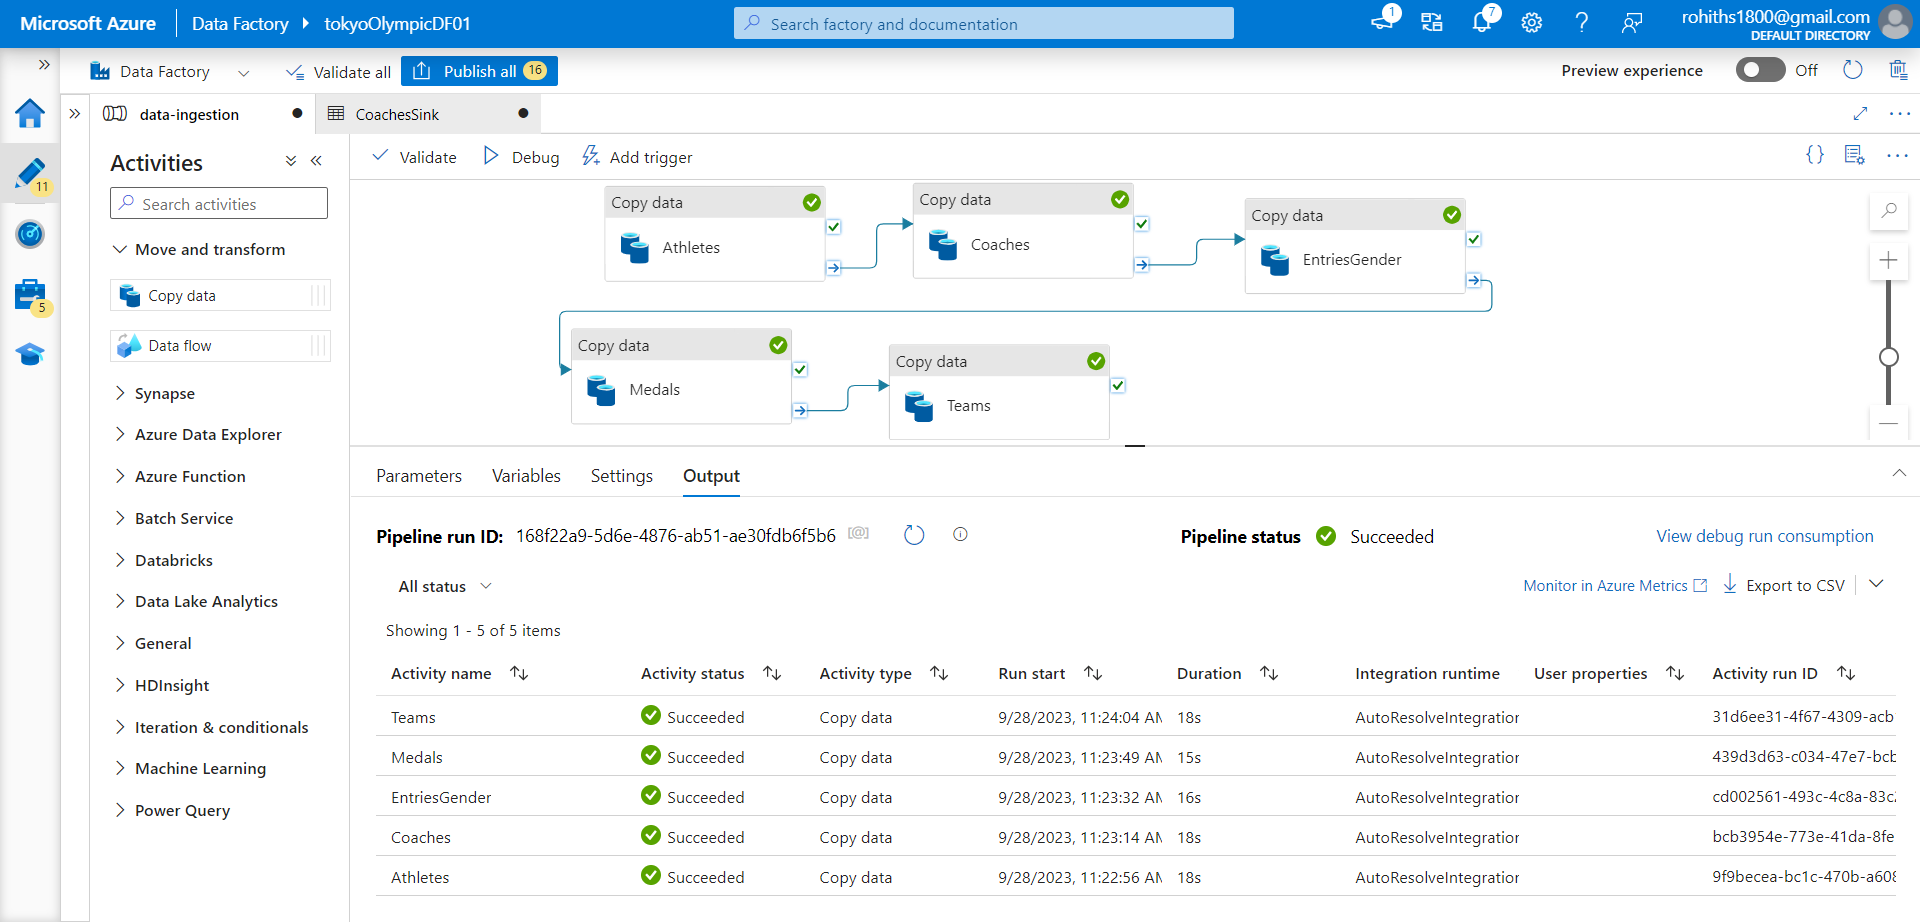 Microsoft Azure
Data Factory
tokyoOlympicDF01
Search factory and documentation
1
7
rohiths1800@gmail.com
DEFAULT DIRECTORY
Data Factory
Validate all
Publish all 16
Preview experience
Off
data-ingestion
CoachesSink
Activities
Validate
Debug
Add trigger
{}
11
5
Search activities
Move and transform
Copy data
Data flow
Synapse
Azure Data Explorer
Azure Function
Batch Service
Databricks
Data Lake Analytics
General
HDInsight
Iteration & conditionals
Machine Learning
Power Query
Copy data
Athletes
Copy data
Coaches
Copy data
EntriesGender
Copy data
Medals
Copy data
Teams
Parameters
Variables
Settings
Output
Pipeline run ID: 168f22a9-5d6e-4876-ab51-ae30fdb6f5b6
[@]
Pipeline status
Succeeded
View debug run consumption
All status
Monitor in Azure Metrics
Export to CSV
Showing 1 - 5 of 5 items
Activity name Activity status Activity type Run start Duration Integration runtime User properties Activity run ID
Teams Succeeded Copy data 9/28/2023, 11:24:04 AM 18s AutoResolveIntegration 31d6ee31-4f67-4309-acb
Medals Succeeded Copy data 9/28/2023, 11:23:49 AM 15s AutoResolveIntegration 439d3d63-c034-47e7-bcb
EntriesGender Succeeded Copy data 9/28/2023, 11:23:32 AM 16s AutoResolveIntegration cd002561-493c-4c8a-83c2
Coaches Succeeded Copy data 9/28/2023, 11:23:14 AM 18s AutoResolveIntegration bcb3954e-773e-41da-8fe
Athletes Succeeded Copy data 9/28/2023, 11:22:56 AM 18s AutoResolveIntegration 9f9becea-bc1c-470b-a608